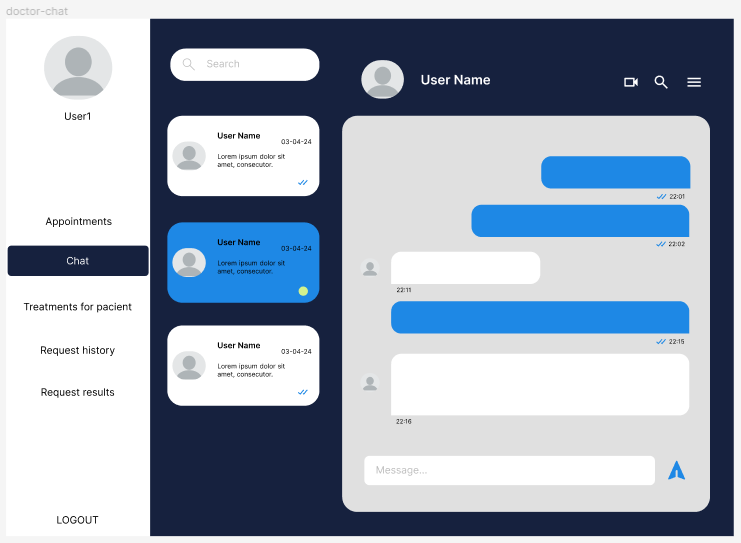 doctor-chat
User1
Appointments
Chat
Treatments for pacient
Request history
Request results
LOGOUT
Search
User Name
03-04-24
Lorem ipsum dolor sit
amet, consecutor.
User Name
03-04-24
Lorem ipsum dolor sit
amet, consecutor.
User Name
03-04-24
Lorem ipsum dolor sit
amet, consecutor.
User Name
22:01
22:02
22:11
22:15
22:16
Message...